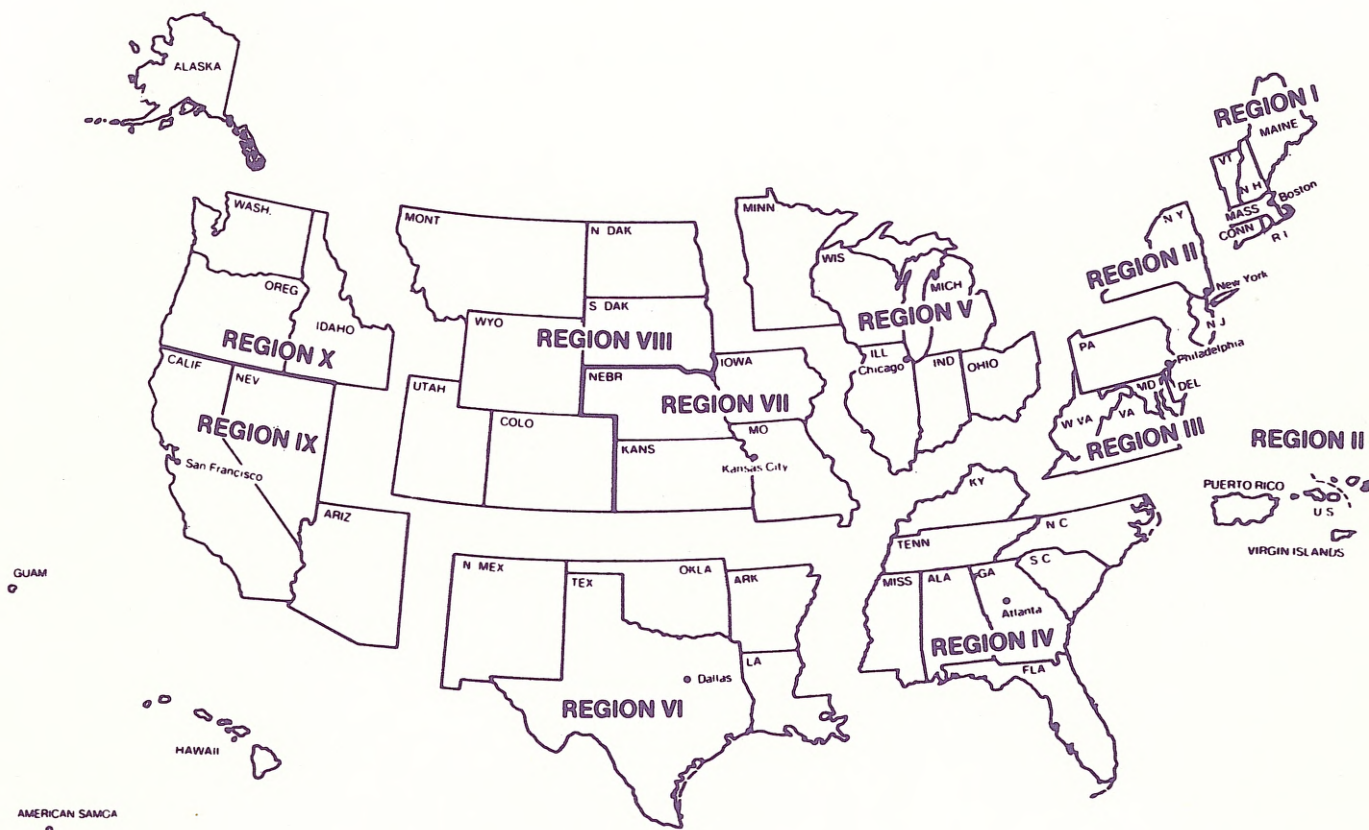 ALASKA
REGION I
MAINE
VT
N H
MASS
Boston
CONN
R I
WASH.
MONT
N DAK
MINN
N Y
WIS
REGION II
MICH
New York
OREG
S DAK
IDAHO
WYO
REGION V
N J
REGION X
REGION VIII
PA
CALIF
NEV
UTAH
NEBR
IOWA
ILL
Chicago
IND
OHIO
Philadelphia
MD
DEL
REGION VII
W VA
VA
REGION IX
COLO
MO
REGION III
REGION II
San Francisco
KANS
Kansas City
KY
PUERTO RICO
U S
VIRGIN ISLANDS
ARIZ
TENN
N C
S C
GUAM
N MEX
TEX
OKLA
ARK
MISS
ALA
GA
Atlanta
REGION IV
LA
FLA
Dallas
REGION VI
HAWAII
AMERICAN SAMOA